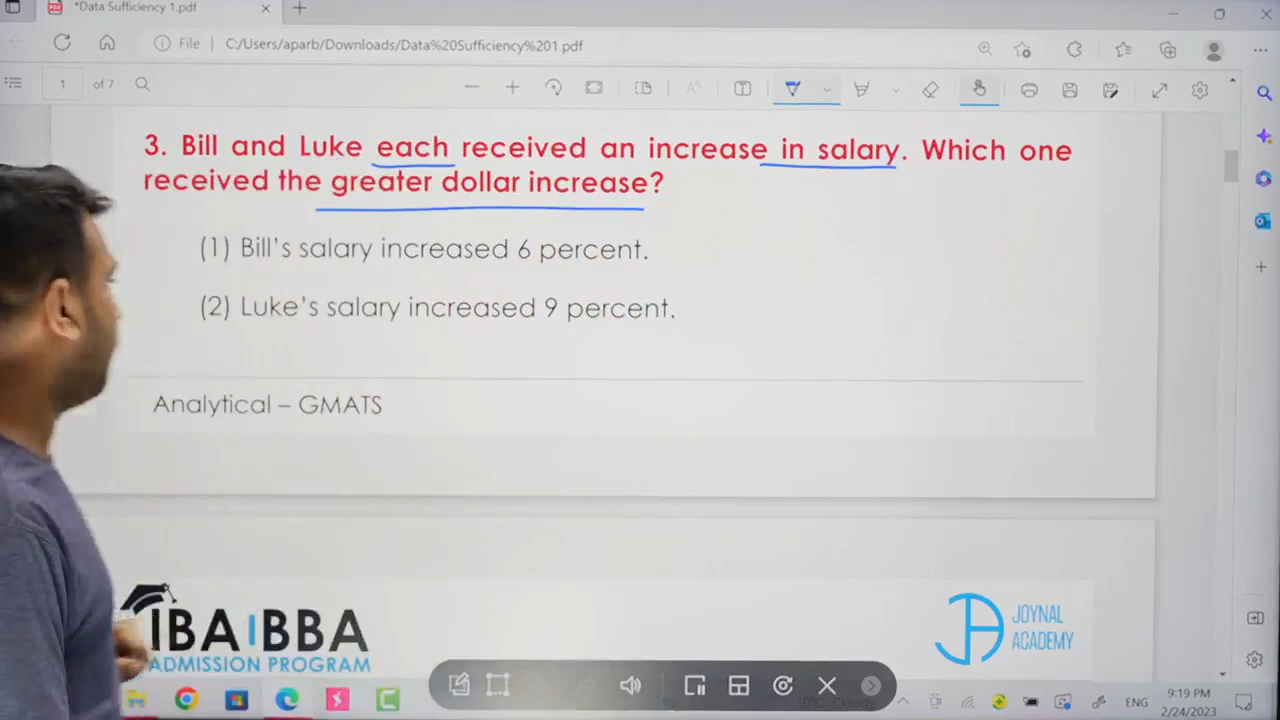 *Data Sufficiency 1.pdf
File C:/Users/aparb/Downloads/Data%20Sufficiency%201.pdf
1 of 7
3. Bill and Luke each received an increase in salary. Which one
received the greater dollar increase?
(1) Bill's salary increased 6 percent.
(2) Luke's salary increased 9 percent.
Analytical – GMATS
IBA|BBA
ADMISSION PROGRAM
JOYNAL
ACADEMY
Cloudy
ENG
9:19 PM
2/24/2023